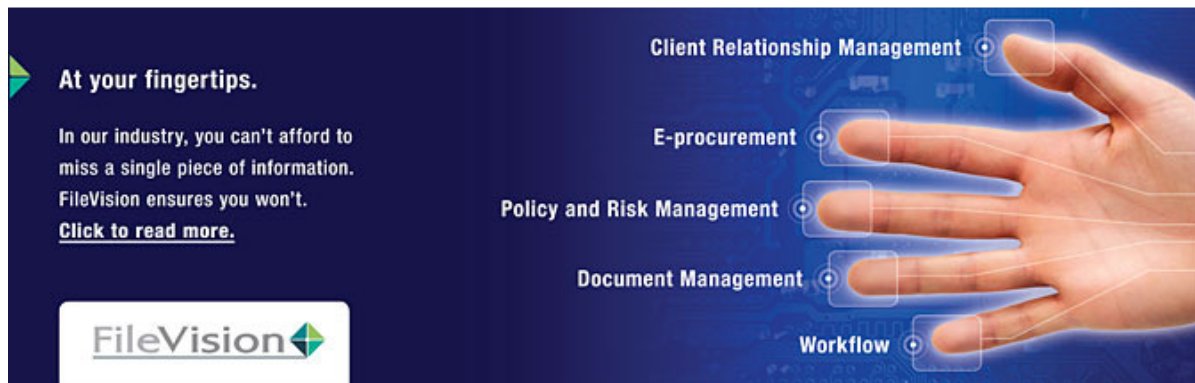 At your fingertips.
In our industry, you can't afford to
miss a single piece of information.
FileVision ensures you won't.
Click to read more.
FileVision
Client Relationship Management
E-procurement
Policy and Risk Management
Document Management
Workflow